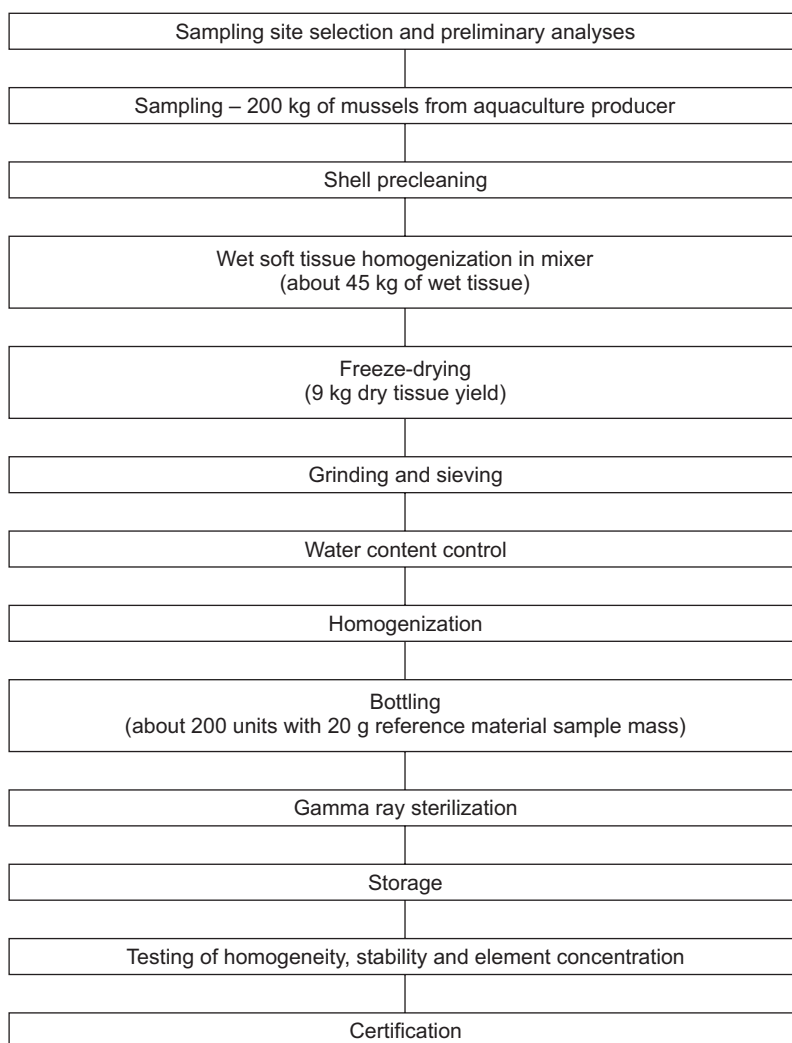 Sampling site selection and preliminary analyses
Sampling – 200 kg of mussels from aquaculture producer
Shell precleaning
Wet soft tissue homogenization in mixer
(about 45 kg of wet tissue)
Freeze-drying
(9 kg dry tissue yield)
Grinding and sieving
Water content control
Homogenization
Bottling
(about 200 units with 20 g reference material sample mass)
Gamma ray sterilization
Storage
Testing of homogeneity, stability and element concentration
Certification